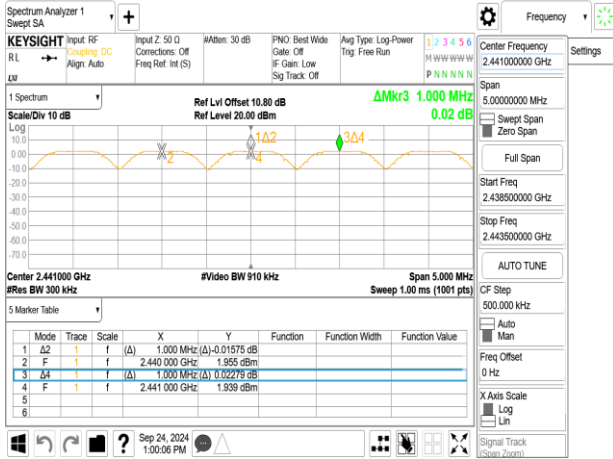 Spectrum Analyzer 1
Swept SA
Frequency
KEYSIGHT
RL
Input: RF
Coupling: DC
Align: Auto
Input Z: 50 Ω
Corrections: Off
Freq Ref: Int (S)
#Atten: 30 dB
PNO: Best Wide
Gate: Off
IF Gain: Low
Sig Track: Off
Avg Type: Log-Power
Trig: Free Run
1 2 3 4 5 6
M W W W W W
P N N N N N
LXI
1 Spectrum
Scale/Div 10 dB
Ref Lvl Offset 10.80 dB
Ref Level 20.00 dBm
ΔMkr3 1.000 MHz
0.02 dB
Log
10.0
0.00
-10.0
-20.0
-30.0
-40.0
-50.0
-60.0
-70.0
2
1Δ2
4
3Δ4
Center 2.441000 GHz
#Video BW 910 kHz
Span 5.000 MHz
#Res BW 300 kHz
Sweep 1.00 ms (1001 pts)
5 Marker Table
Mode Trace Scale X Y Function Function Width Function Value
1 Δ2 1 f (Δ) 1.000 MHz (Δ) -0.01575 dB
2 F 1 f 2.440 000 GHz 1.955 dBm
3 Δ4 1 f (Δ) 1.000 MHz (Δ) 0.02279 dB
4 F 1 f 2.441 000 GHz 1.939 dBm
5
6
Sep 24, 2024
1:00:06 PM
Center Frequency
2.441000000 GHz
Settings
Span
5.00000000 MHz
Swept Span
Zero Span
Full Span
Start Freq
2.438500000 GHz
Stop Freq
2.443500000 GHz
AUTO TUNE
CF Step
500.000 kHz
Auto
Man
Freq Offset
0 Hz
X Axis Scale
Log
Lin
Signal Track
(Span Zoom)